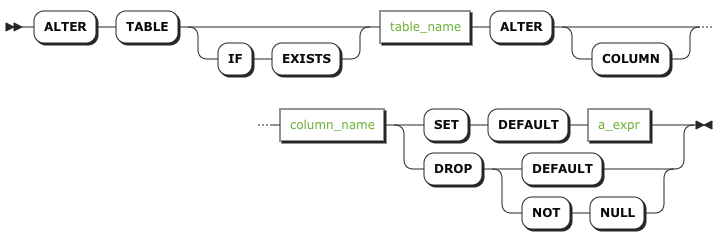 ALTER TABLE table_name ALTER
IF EXISTS COLUMN
column_name SET DEFAULT a_expr
DROP DEFAULT
NOT NULL